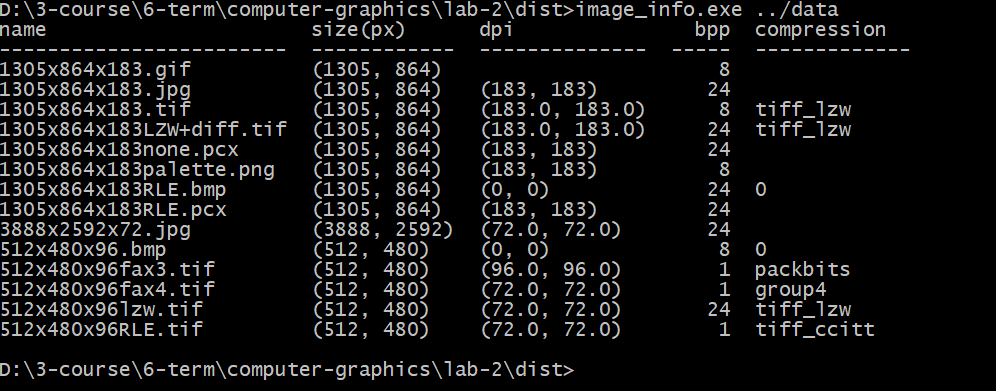 D:\3-course\6-term\computer-graphics\lab-2\dist>image_info.exe ../data
name                      size(px)      dpi               bpp  compression
------------------------  ------------  --------------  -----  -------------
1305x864x183.gif          (1305, 864)                       8
1305x864x183.jpg          (1305, 864)   (183, 183)         24
1305x864x183.tif          (1305, 864)   (183.0, 183.0)      8  tiff_lzw
1305x864x183LZW+diff.tif  (1305, 864)   (183.0, 183.0)     24  tiff_lzw
1305x864x183none.pcx      (1305, 864)   (183, 183)         24
1305x864x183palette.png   (1305, 864)   (183, 183)          8
1305x864x183RLE.bmp       (1305, 864)   (0, 0)             24  0
1305x864x183RLE.pcx       (1305, 864)   (183, 183)         24
3888x2592x72.jpg          (3888, 2592)  (72.0, 72.0)       24
512x480x96.bmp            (512, 480)    (0, 0)              8  0
512x480x96fax3.tif        (512, 480)    (96.0, 96.0)        1  packbits
512x480x96fax4.tif        (512, 480)    (72.0, 72.0)        1  group4
512x480x96lzw.tif         (512, 480)    (72.0, 72.0)       24  tiff_lzw
512x480x96RLE.tif         (512, 480)    (72.0, 72.0)        1  tiff_ccitt
D:\3-course\6-term\computer-graphics\lab-2\dist>